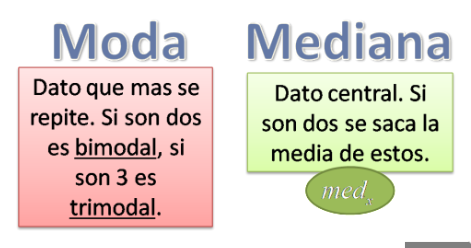 Moda
Dato que mas se
repite. Si son dos
es bimodal, si
son 3 es
trimodal.
Mediana
Dato central. Si
son dos se saca la
media de estos.
med